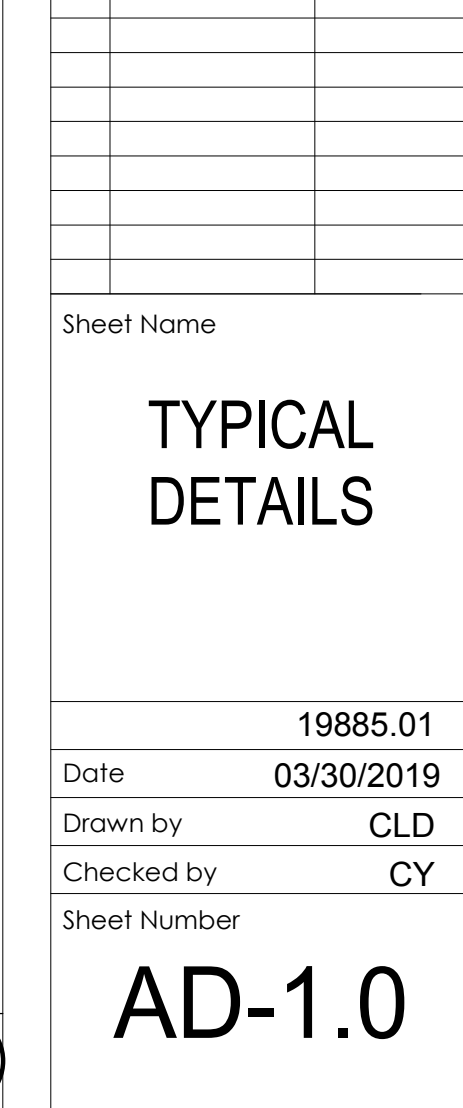 Sheet Name
TYPICAL
DETAILS
19885.01
Date 03/30/2019
Drawn by CLD
Checked by CY
Sheet Number
AD-1.0